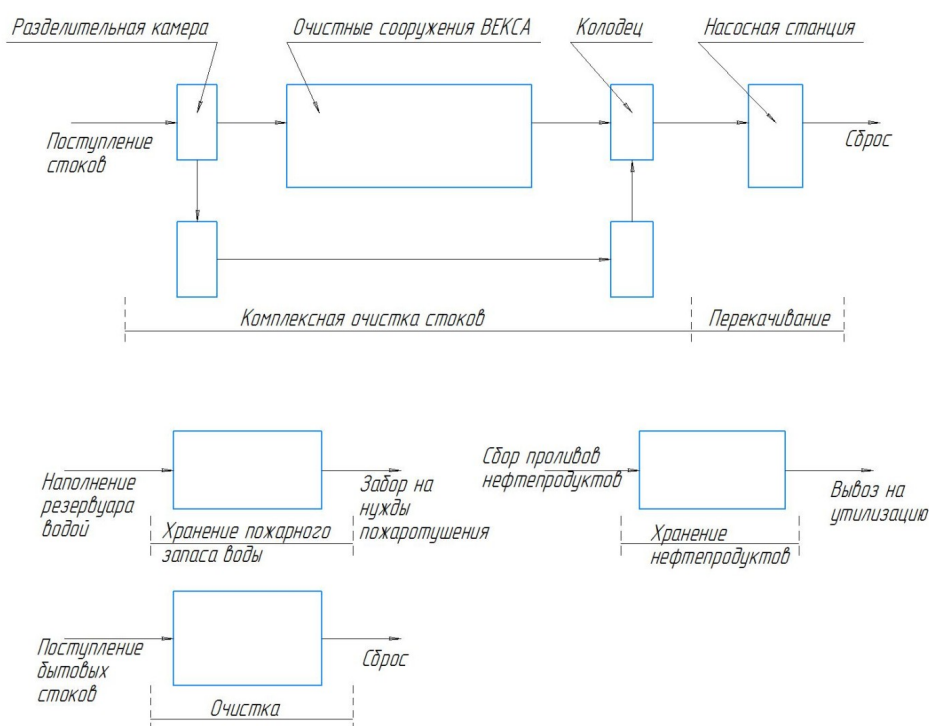 Разделительная камера
Очистные сооружения ВЕКСА
Колодец
Насосная станция
Поступление
стоков
Сброс
Комплексная очистка стоков
Перекачивание
Наполнение
резервуара
водой
Забор на
нужды
пожаротушения
Хранение пожарного
запаса воды
Сбор проливов
нефтепродуктов
Вывоз на
утилизацию
Хранение
нефтепродуктов
Поступление
бытовых
стоков
Сброс
Очистка